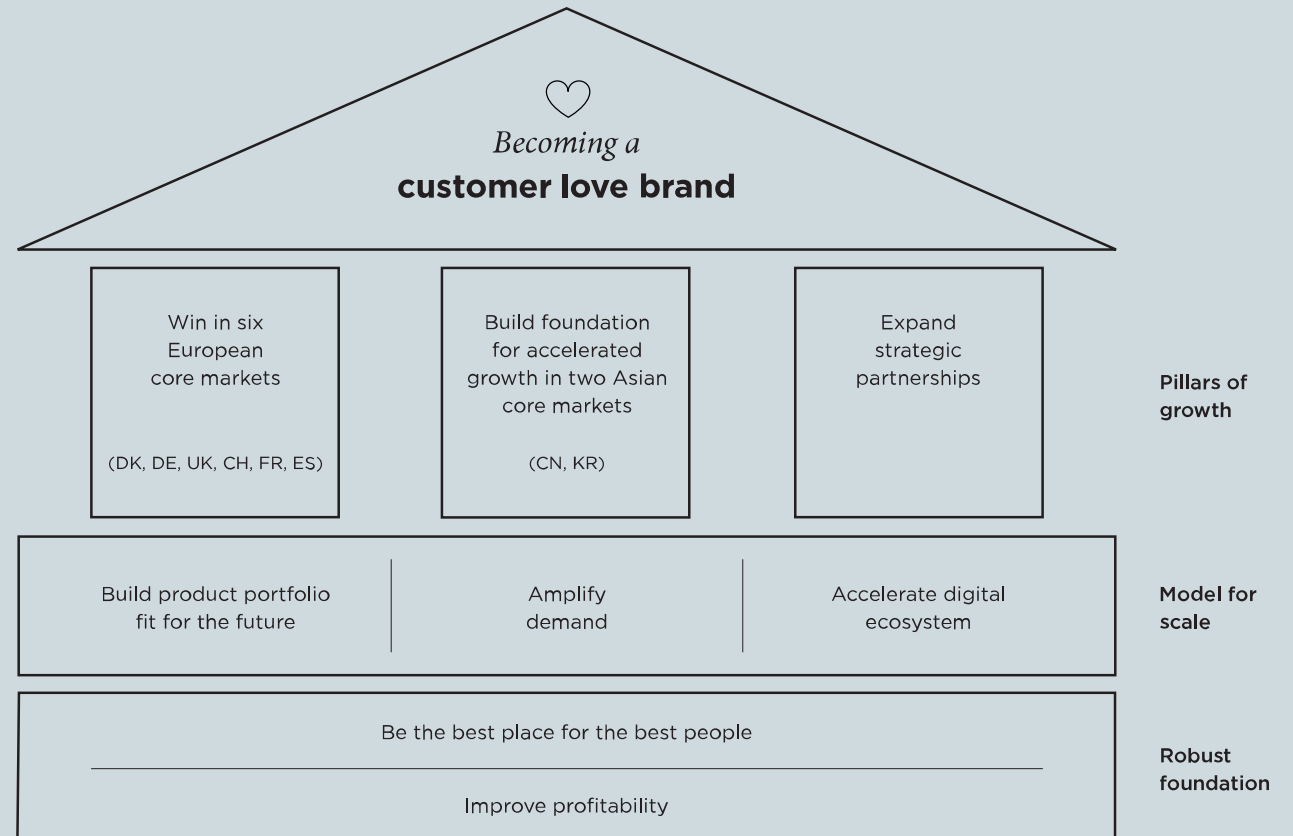 Becoming a
customer love brand
Win in six
European
core markets
(DK, DE, UK, CH, FR, ES)
Build foundation
for accelerated
growth in two Asian
core markets
(CN, KR)
Expand
strategic
partnerships
Pillars of
growth
Build product portfolio
fit for the future
Amplify
demand
Accelerate digital
ecosystem
Model for
scale
Be the best place for the best people
Improve profitability
Robust
foundation